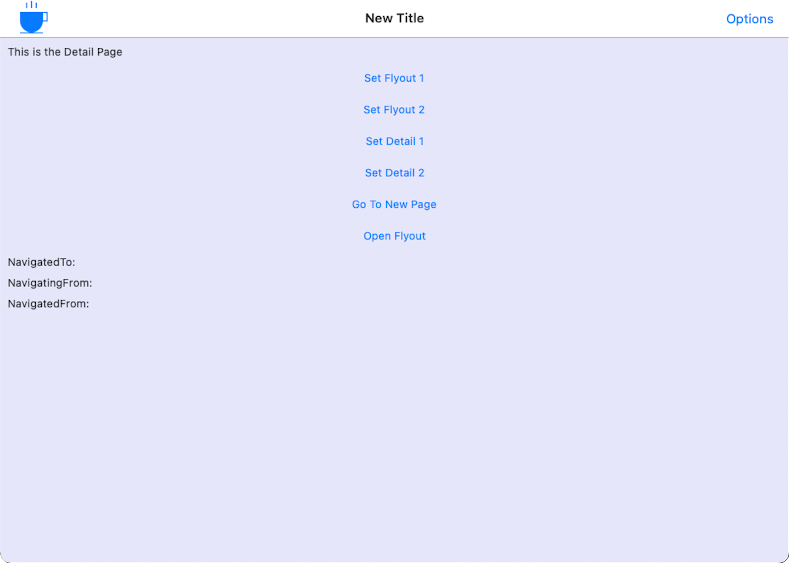 New Title
Options
This is the Detail Page
Set Flyout 1
Set Flyout 2
Set Detail 1
Set Detail 2
Go To New Page
Open Flyout
NavigatedTo:
NavigatingFrom:
NavigatedFrom: